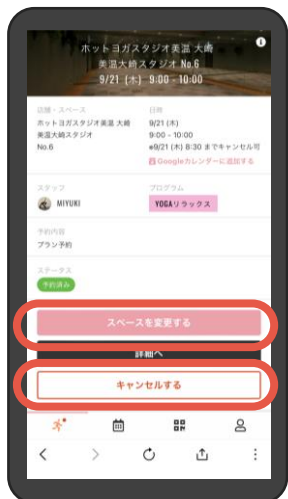 ホットヨガスタジオ美温 大崎
美温大崎スタジオ No.6
9/21 (木) 9:00 - 10:00
店舗・スペース
日時
ホットヨガスタジオ美温 大崎
9/21 (木)
美温大崎スタジオ
9:00 - 10:00
No.6
※9/21 (木) 8:30 までキャンセル可
Googleカレンダーに追加する
スタッフ
プログラム
MIYUKI
YOGAリラックス
予約内容
プラン予約
ステータス
予約済み
スペースを変更する
詳細へ
キャンセルする